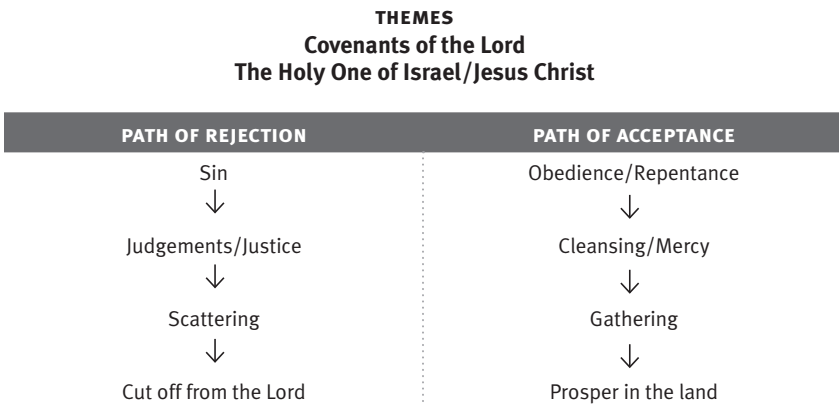 THEMES
Covenants of the Lord
The Holy One of Israel/Jesus Christ
PATH OF REJECTION
PATH OF ACCEPTANCE
Sin
Obedience/Repentance
Judgements/Justice
Cleansing/Mercy
Scattering
Gathering
Cut off from the Lord
Prosper in the land